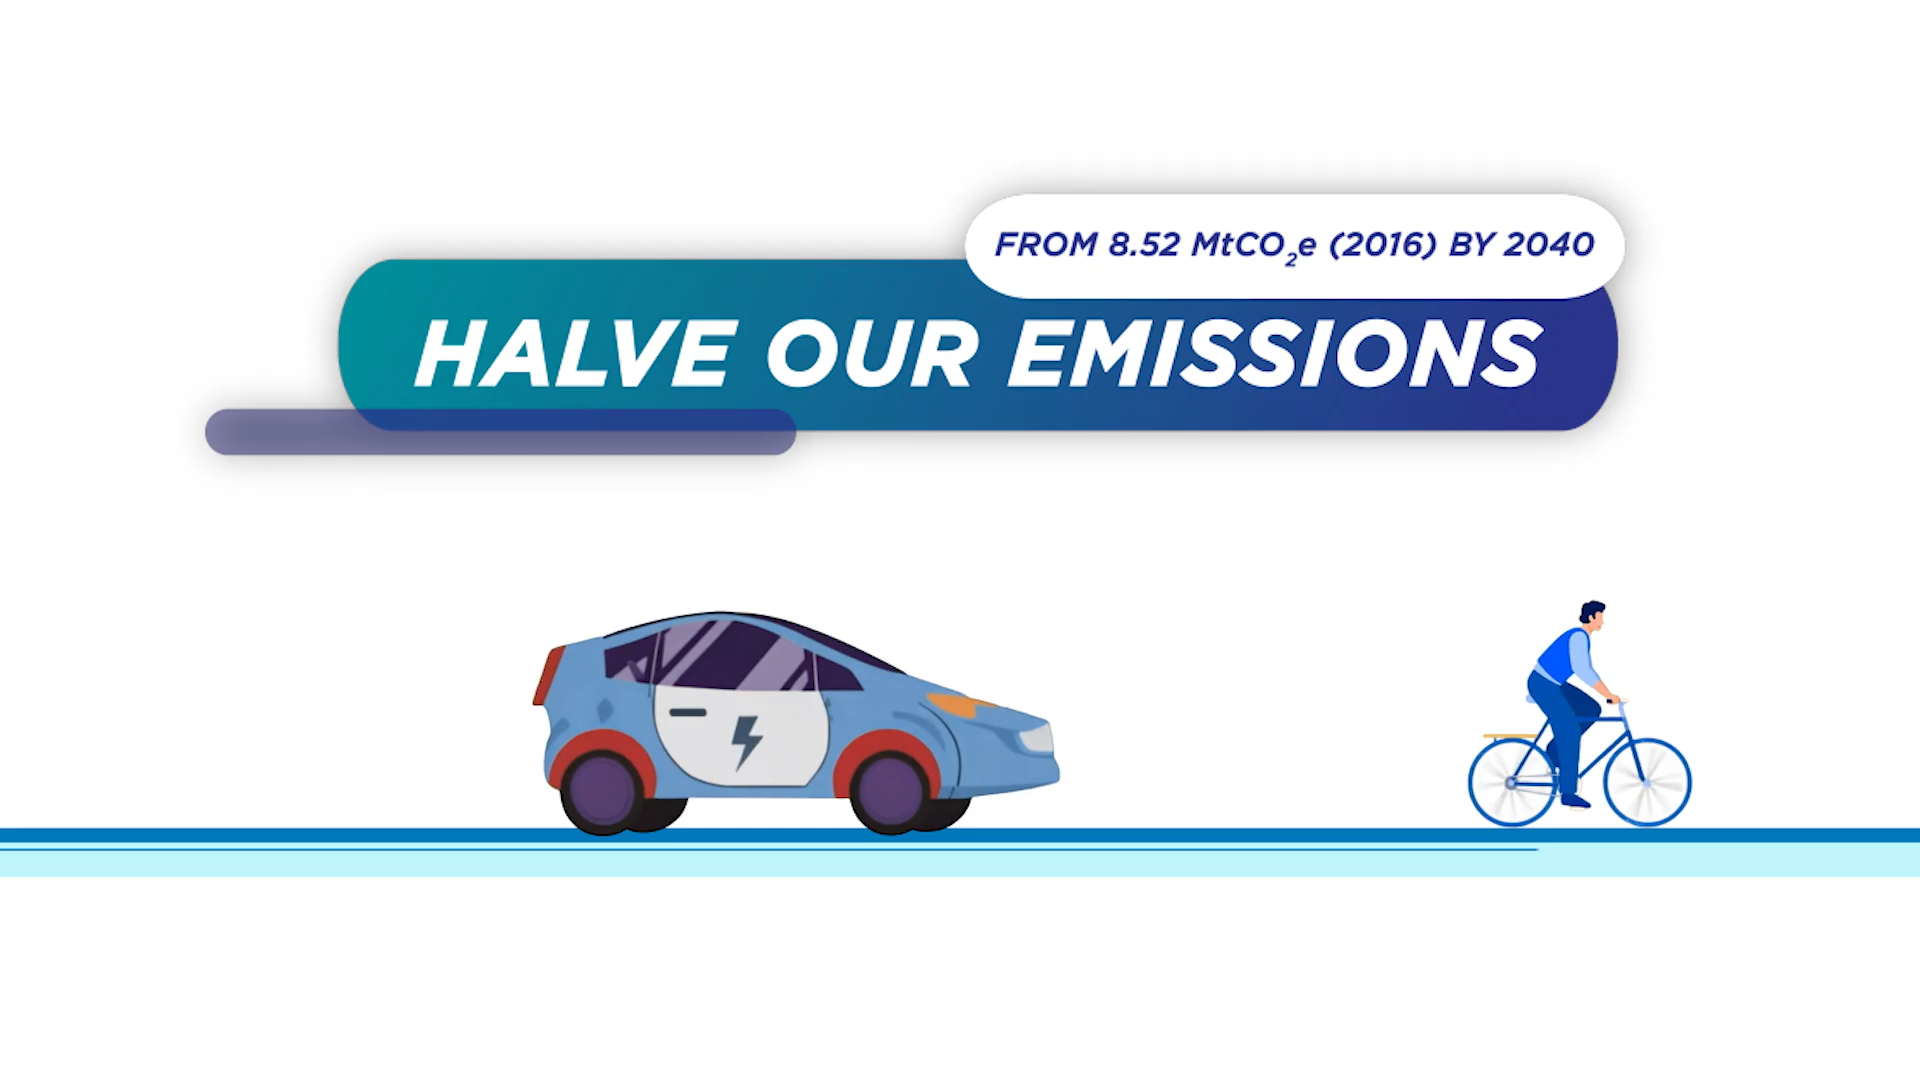 FROM 8.52 MtCO₂e (2016) BY 2040
HALVE OUR EMISSIONS